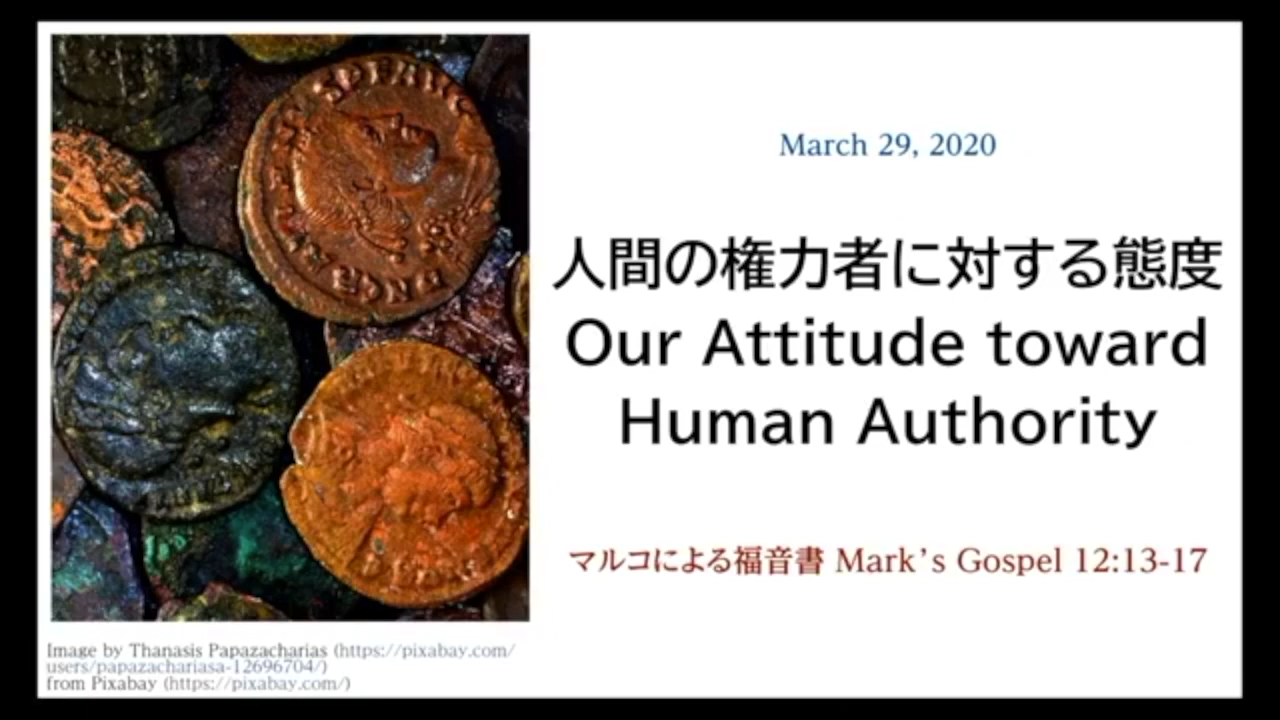 March 29, 2020
人間の権力者に対する態度
Our Attitude toward
Human Authority
マルコによる福音書 Mark's Gospel 12:13-17
Image by Thanasis Papazacharias (https://pixabay.com/
users/papazachariasa-12696704/)
from Pixabay (https://pixabay.com/)